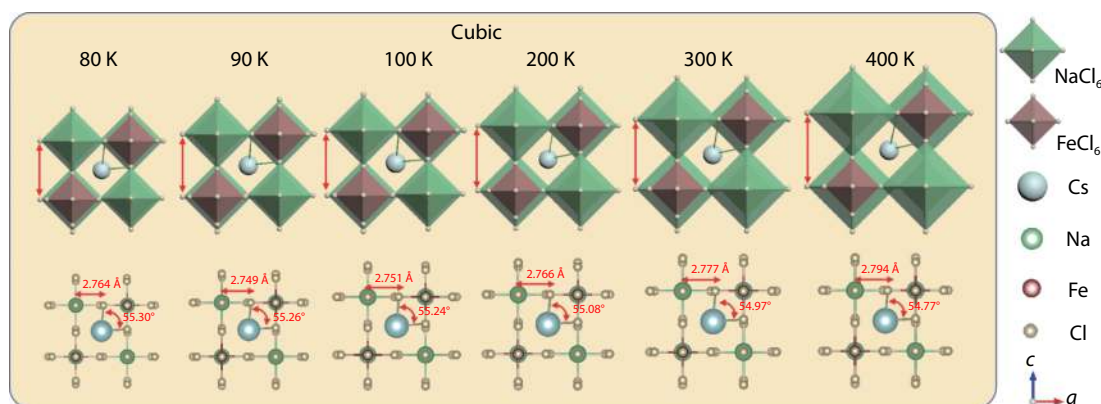 Cubic
80 K 90 K 100 K 200 K 300 K 400 K
NaCl6
FeCl6
Cs
2.764 Å 2.749 Å 2.751 Å 2.766 Å 2.777 Å 2.794 Å
55.30° 55.26° 55.24° 55.08° 54.97° 54.77°
Na
Fe
Cl
c
a